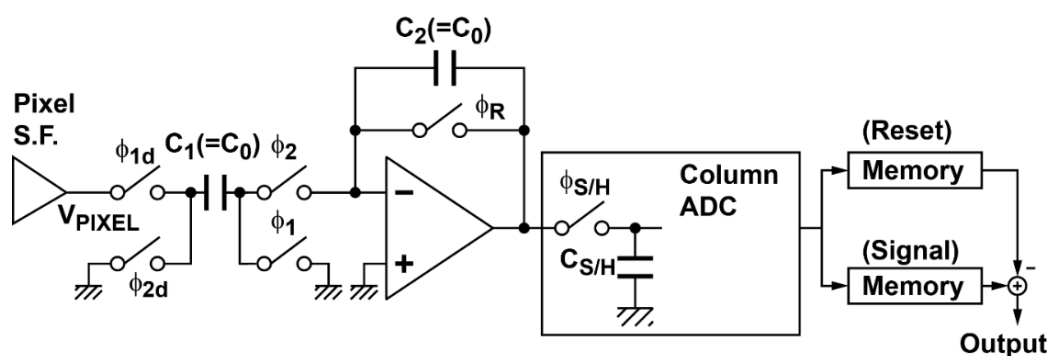 C2(=C0)
Pixel
S.F.
ϕR
ϕ1d
C1(=C0)
ϕ2
VPIXEL
ϕ1
ϕ2d
−
+
ϕS/H
Column
ADC
CS/H
(Reset)
Memory
(Signal)
Memory
−
+
Output